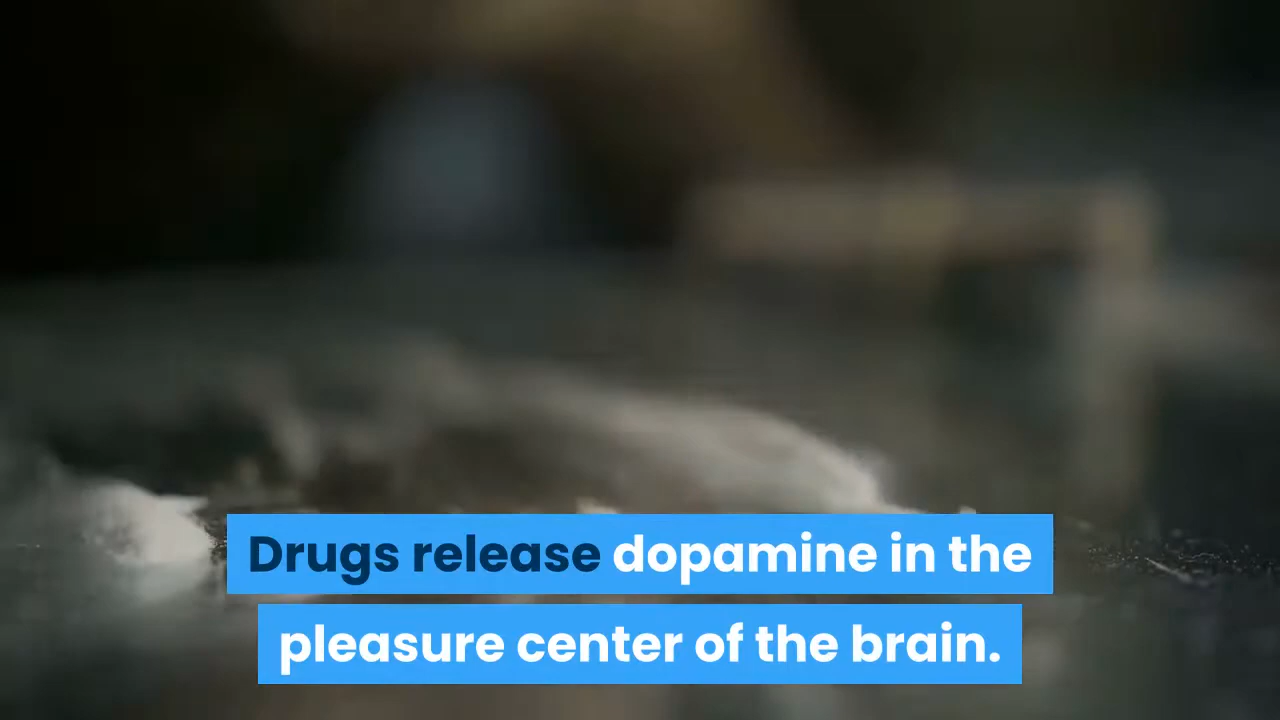 Drugs release dopamine in the
pleasure center of the brain.